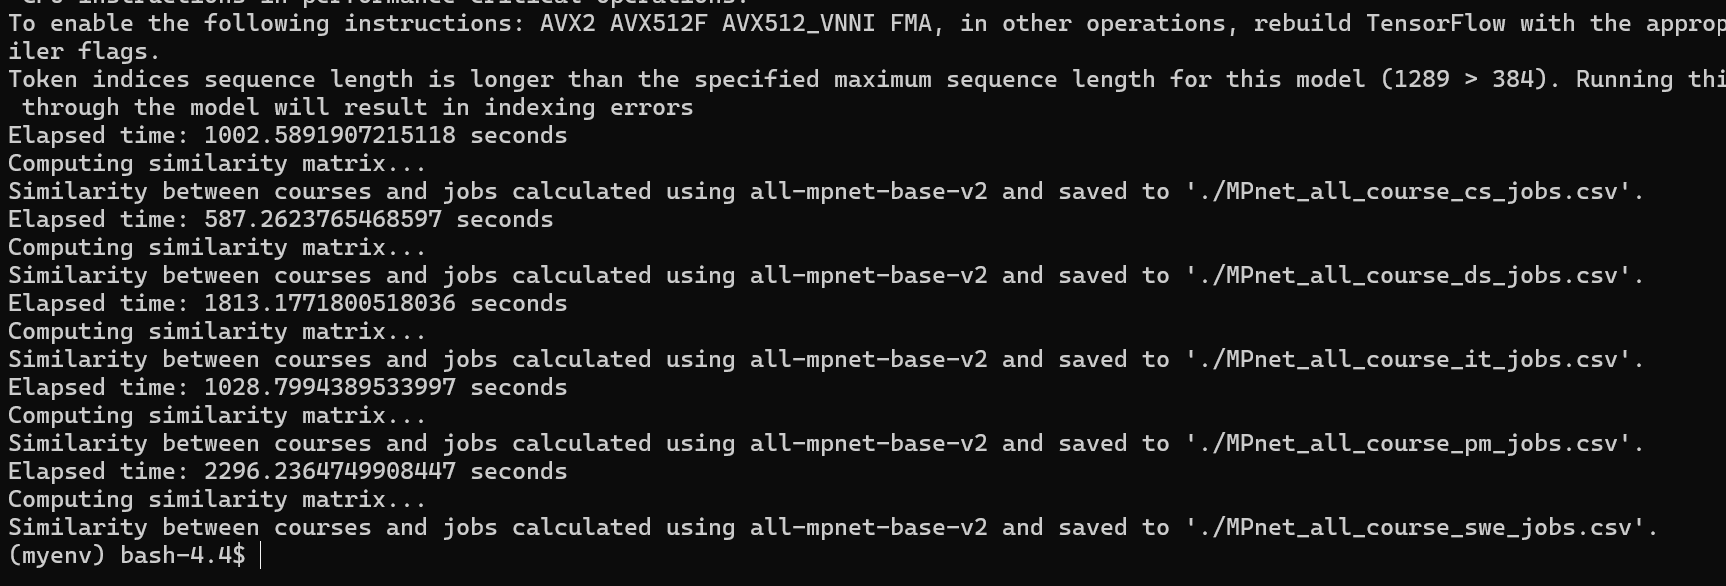 CPU instructions in performance-critical operations.
To enable the following instructions: AVX2 AVX512F AVX512_VNNI FMA, in other operations, rebuild TensorFlow with the approp
iler flags.
Token indices sequence length is longer than the specified maximum sequence length for this model (1289 > 384). Running thi
through the model will result in indexing errors
Elapsed time: 1002.5891907215118 seconds
Computing similarity matrix...
Similarity between courses and jobs calculated using all-mpnet-base-v2 and saved to './MPnet_all_course_cs_jobs.csv'.
Elapsed time: 587.2623765468597 seconds
Computing similarity matrix...
Similarity between courses and jobs calculated using all-mpnet-base-v2 and saved to './MPnet_all_course_ds_jobs.csv'.
Elapsed time: 1813.1771800518036 seconds
Computing similarity matrix...
Similarity between courses and jobs calculated using all-mpnet-base-v2 and saved to './MPnet_all_course_it_jobs.csv'.
Elapsed time: 1028.7994389533997 seconds
Computing similarity matrix...
Similarity between courses and jobs calculated using all-mpnet-base-v2 and saved to './MPnet_all_course_pm_jobs.csv'.
Elapsed time: 2296.2364749908447 seconds
Computing similarity matrix...
Similarity between courses and jobs calculated using all-mpnet-base-v2 and saved to './MPnet_all_course_swe_jobs.csv'.
(myenv) bash-4.4$